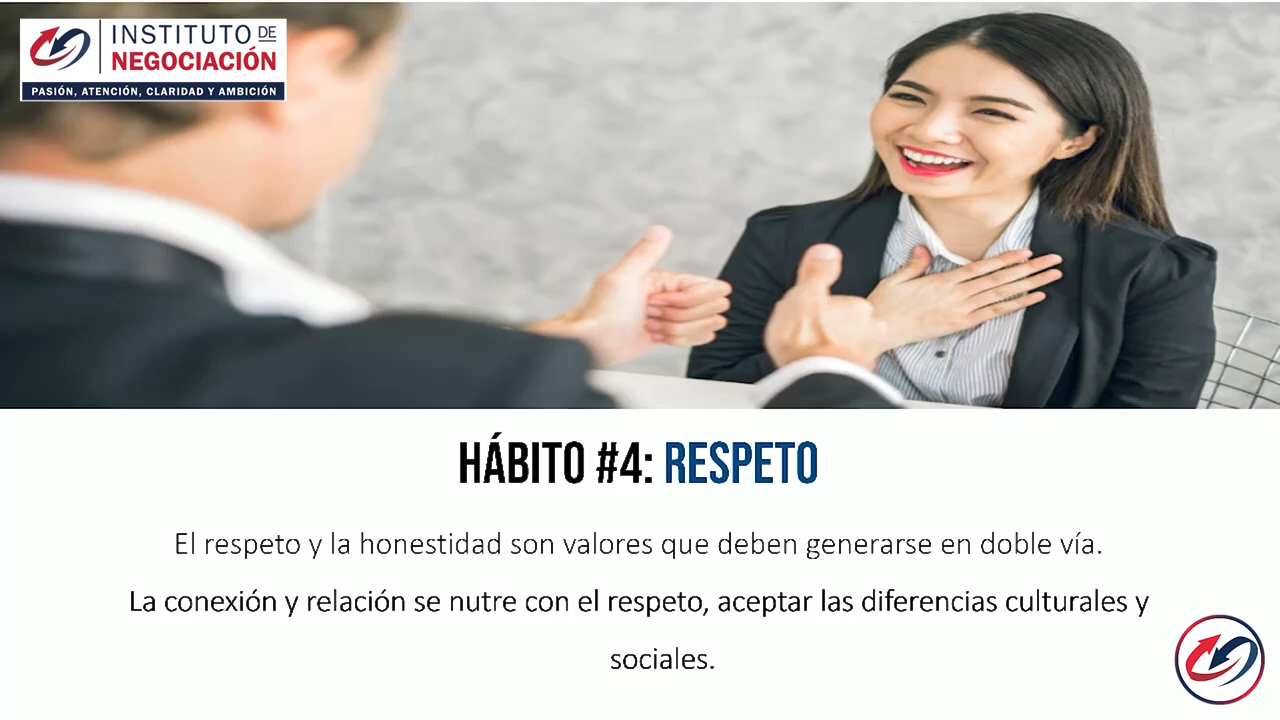 INSTITUTO DE
NEGOCIACIÓN
PASIÓN, ATENCIÓN, CLARIDAD Y AMBICIÓN
HÁBITO #4: RESPETO
El respeto y la honestidad son valores que deben generarse en doble vía.
La conexión y relación se nutre con el respeto, aceptar las diferencias culturales y
sociales.